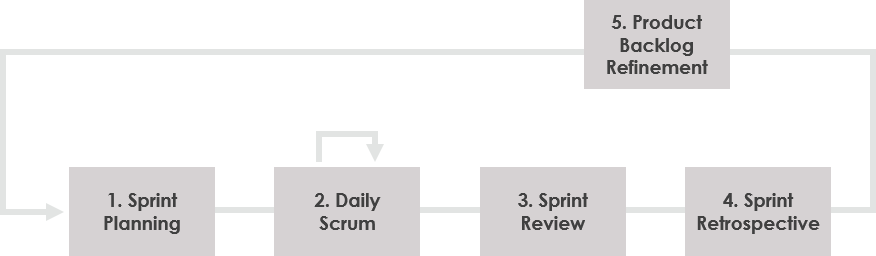 5. Product
Backlog
Refinement
1. Sprint
Planning
2. Daily
Scrum
3. Sprint
Review
4. Sprint
Retrospective